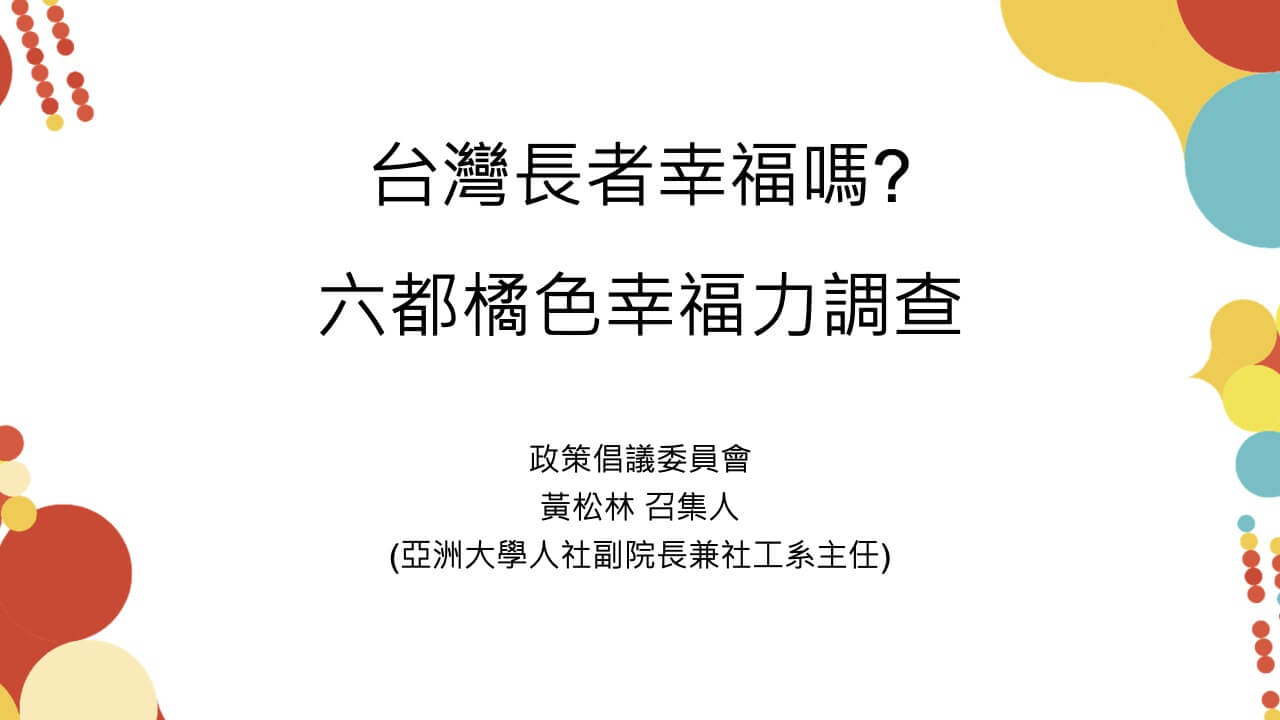 台灣長者幸福嗎?
六都橘色幸福力調查
政策倡議委員會
黃松林 召集人
(亞洲大學人社副院長兼社工系主任)